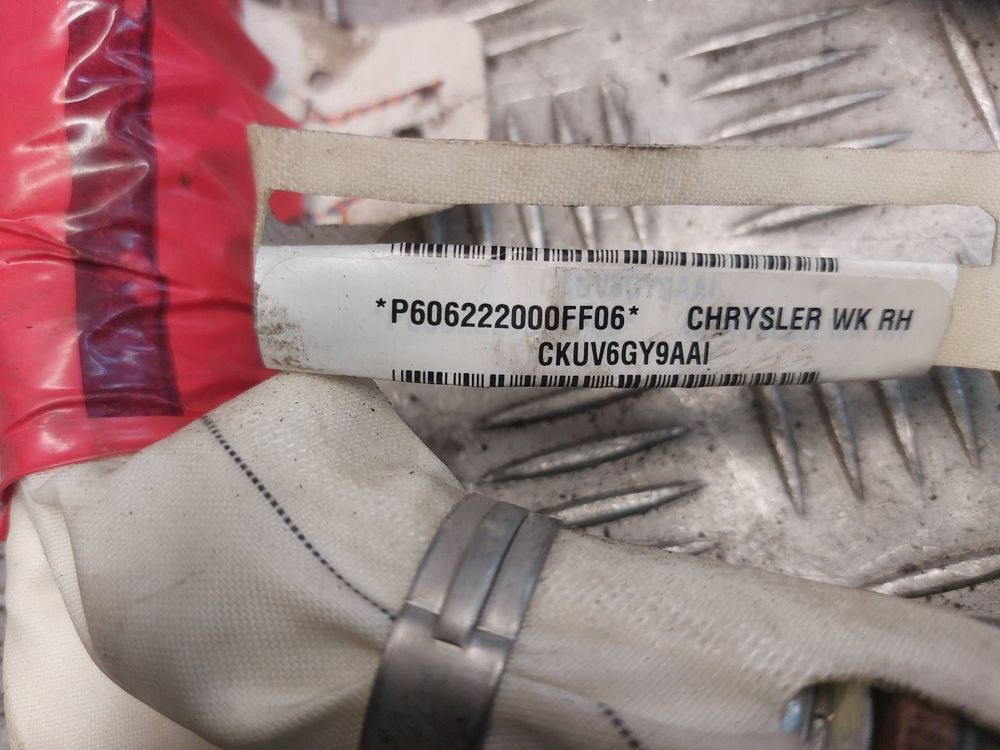 *P606222000FF06* CHRYSLER WK RH
CKUV6GY9AAI